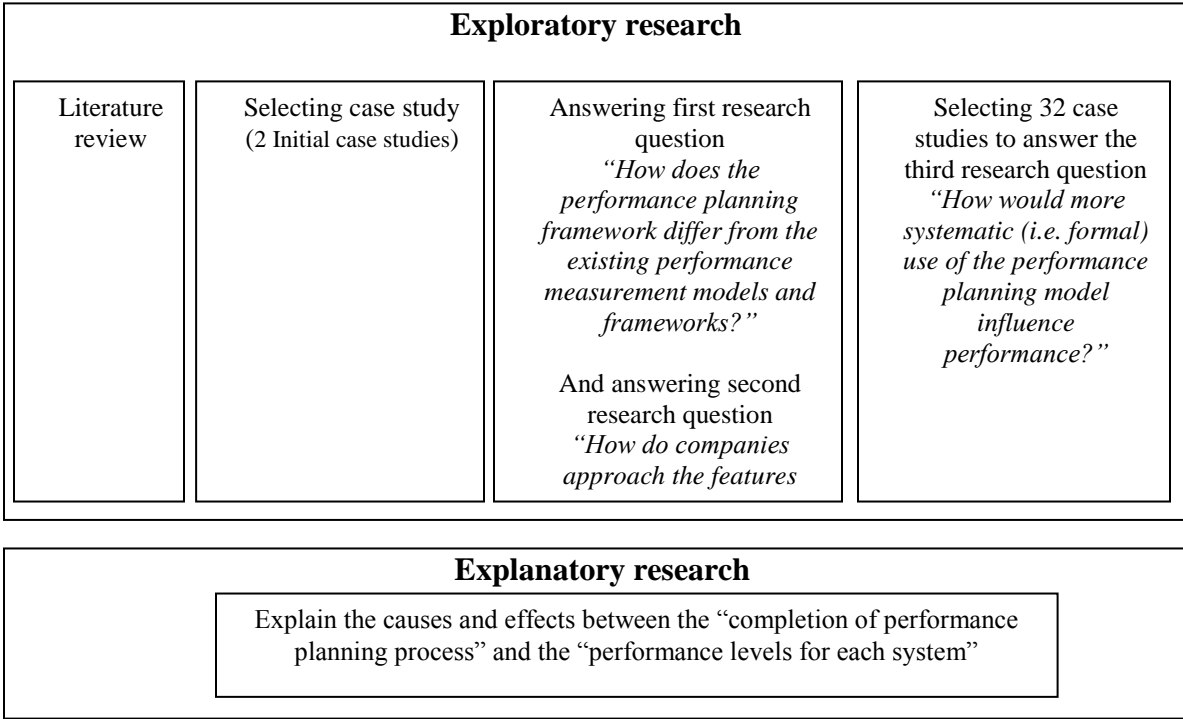 Exploratory research
Literature
review
Selecting case study
(2 Initial case studies)
Answering first research
question
“How does the
performance planning
framework differ from the
existing performance
measurement models and
frameworks?”
And answering second
research question
“How do companies
approach the features
Selecting 32 case
studies to answer the
third research question
“How would more
systematic (i.e. formal)
use of the performance
planning model
influence
performance?”
Explanatory research
Explain the causes and effects between the “completion of performance
planning process” and the “performance levels for each system”